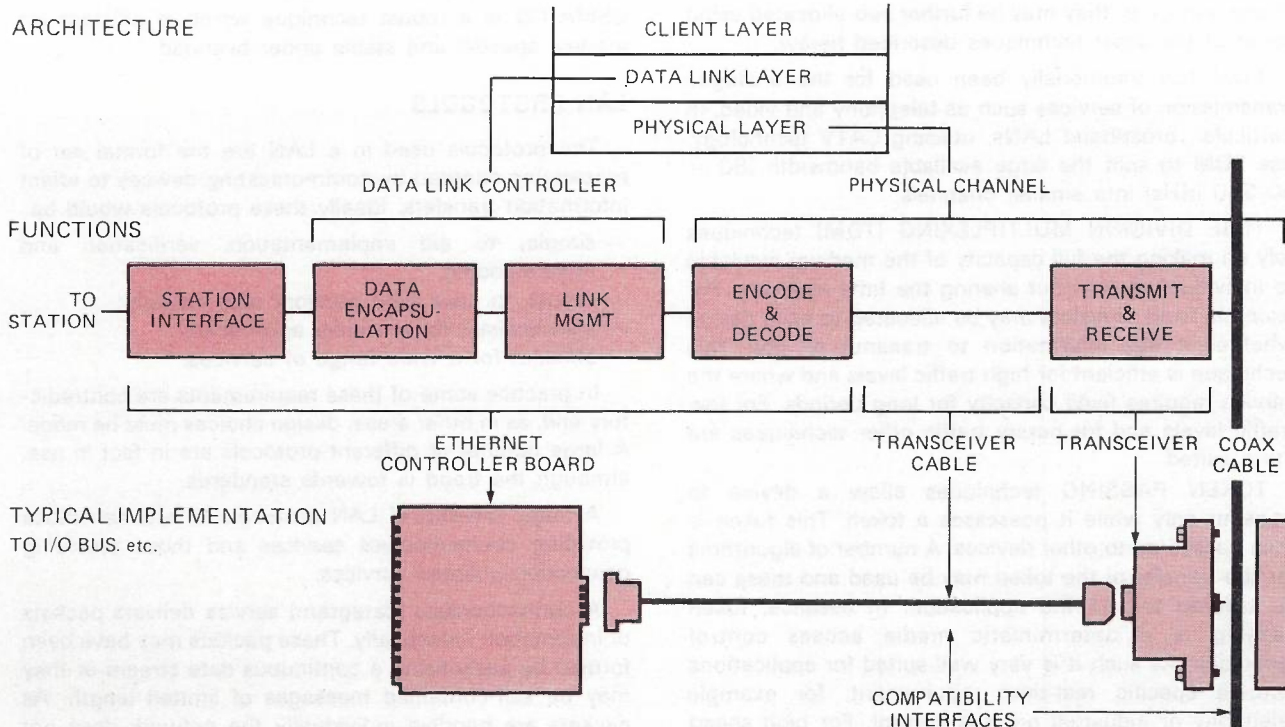 ARCHITECTURE
CLIENT LAYER
DATA LINK LAYER
PHYSICAL LAYER
DATA LINK CONTROLLER
PHYSICAL CHANNEL
FUNCTIONS
TO
STATION
STATION
INTERFACE
DATA
ENCAPSU-
LATION
LINK
MGMT
ENCODE
&
DECODE
TRANSMIT
&
RECEIVE
ETHERNET
CONTROLLER BOARD
TRANSCEIVER
CABLE
TRANSCEIVER
COAX
CABLE
TYPICAL IMPLEMENTATION
TO I/O BUS. etc.
COMPATIBILITY
INTERFACES